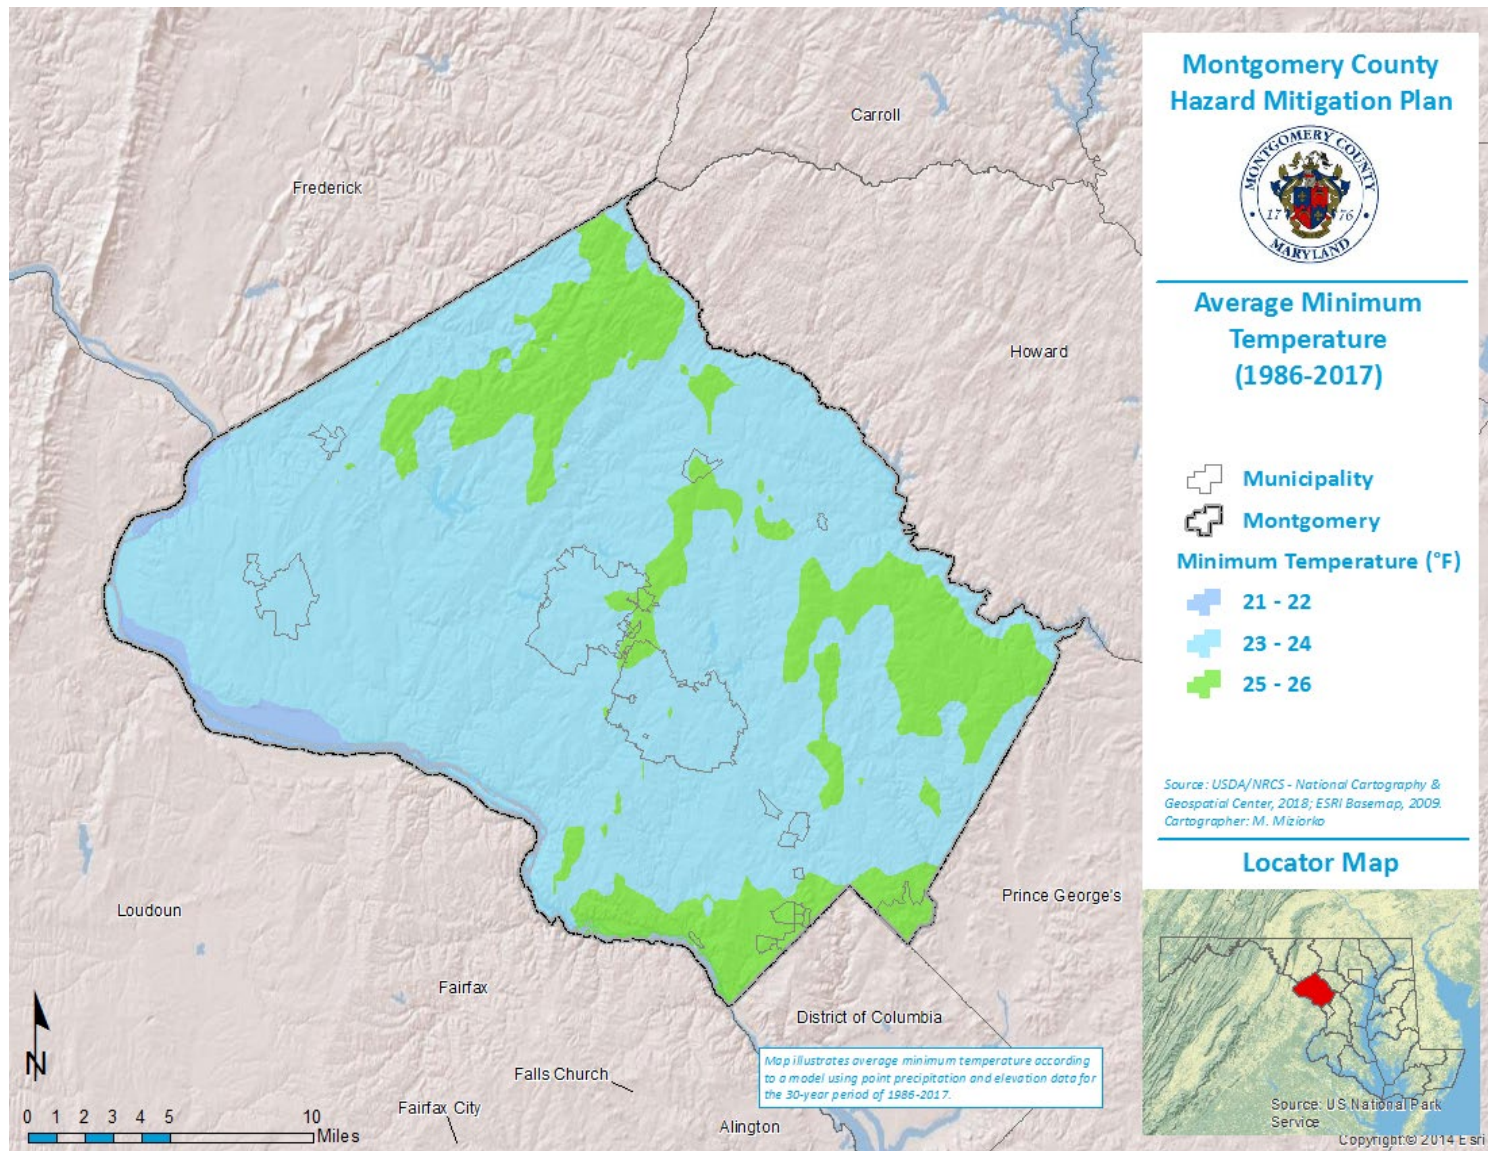 Montgomery County
Hazard Mitigation Plan
MONTGOMERY COUNTY
17 76
MARYLAND
Average Minimum
Temperature
(1986-2017)
Municipality
Montgomery
Minimum Temperature (°F)
21 - 22
23 - 24
25 - 26
Source: USDA/NRCS - National Cartography &
Geospatial Center, 2018; ESRI Basemap, 2009.
Cartographer: M. Miziorko
Locator Map
Source: US National Park
Service
Copyright:© 2014 Esri
Carroll
Frederick
Howard
Prince George's
Loudoun
Fairfax
District of Columbia
Falls Church
Fairfax City
Alington
Map illustrates average minimum temperature according
to a model using point precipitation and elevation data for
the 30-year period of 1986-2017.
N
0 1 2 3 4 5 10
Miles